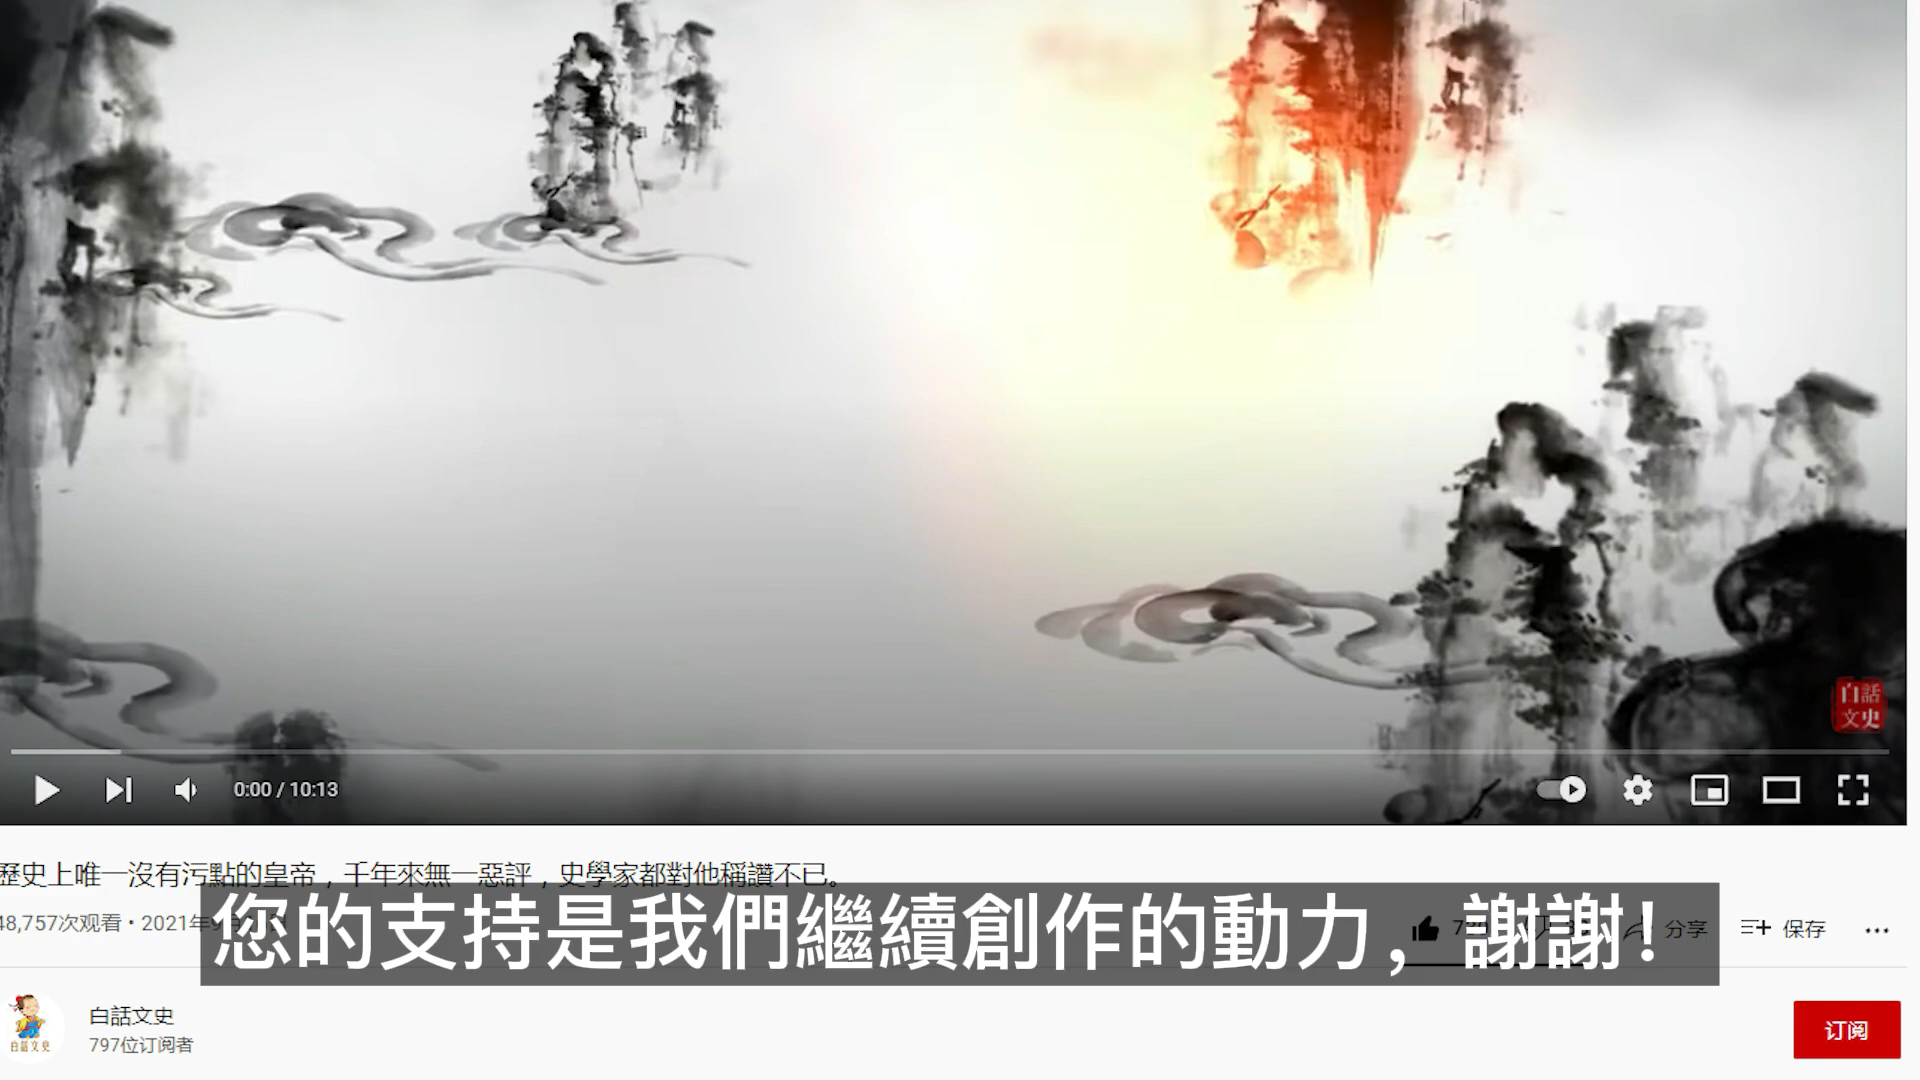 白話
文史
0:00 / 10:13
歷史上唯一沒有污點的皇帝，千年來無一惡評，史學家都對他稱讚不已。
48,757次观看 • 2021年
分享
保存
您的支持是我們繼續創作的動力，謝謝！
白話文史
白話文史
797位订阅者
订阅